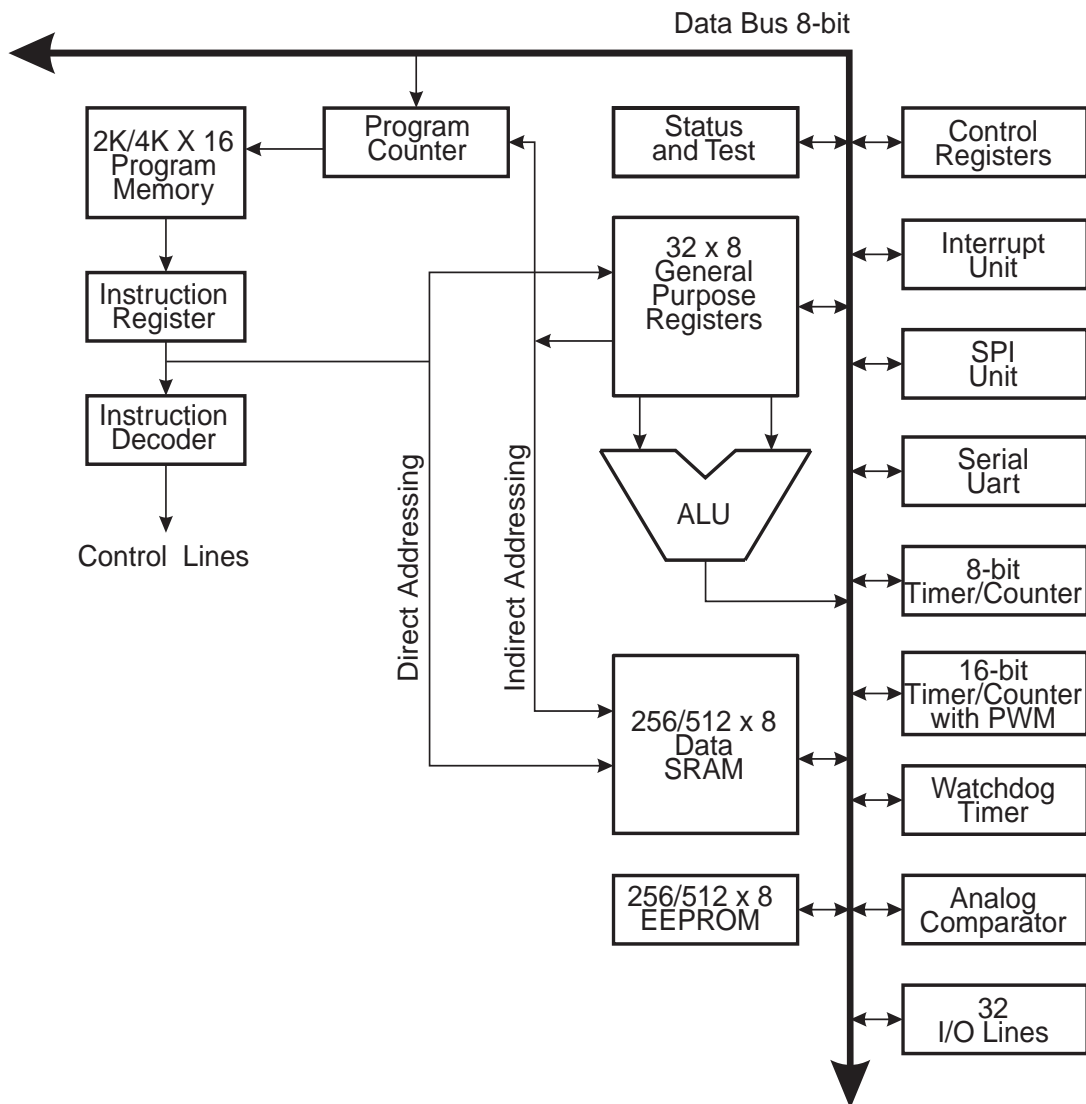 Data Bus 8-bit
2K/4K X 16
Program
Memory
Program
Counter
Status
and Test
Control
Registers
Instruction
Register
32 x 8
General
Purpose
Registers
Interrupt
Unit
SPI
Unit
Instruction
Decoder
Control Lines
Direct Addressing
Indirect Addressing
ALU
Serial
Uart
8-bit
Timer/Counter
256/512 x 8
Data
SRAM
16-bit
Timer/Counter
with PWM
Watchdog
Timer
256/512 x 8
EEPROM
Analog
Comparator
32
I/O Lines